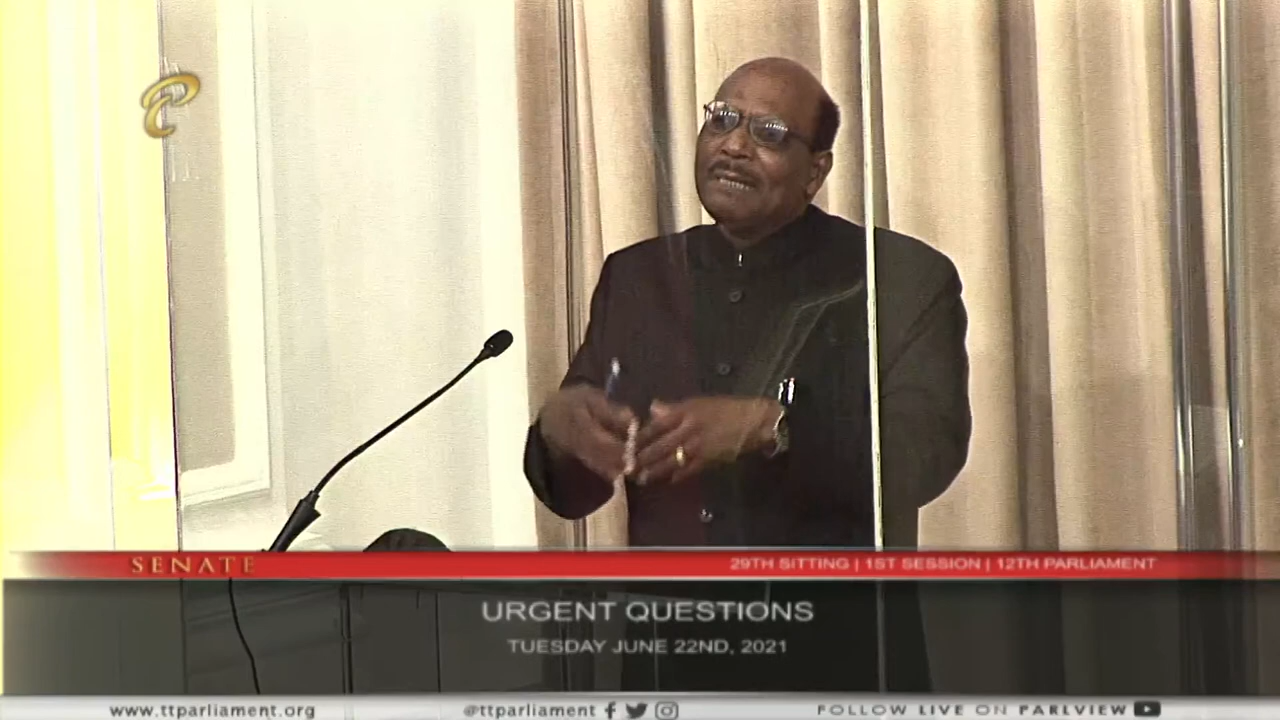 SENATE
29TH SITTING | 1ST SESSION | 12TH PARLIAMENT
URGENT QUESTIONS
TUESDAY JUNE 22ND, 2021
www.ttparliament.org
@ttparliament
FOLLOW LIVE ON PARLVIEW